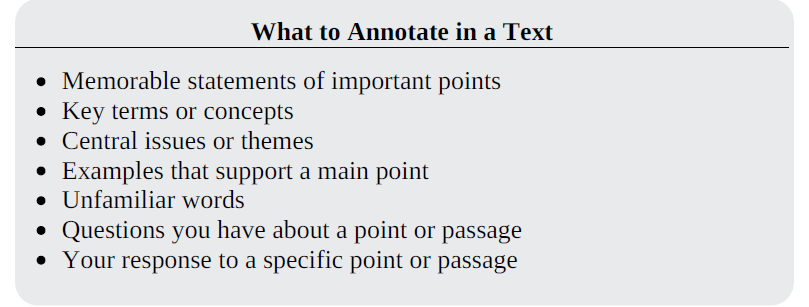 What to Annotate in a Text
• Memorable statements of important points
• Key terms or concepts
• Central issues or themes
• Examples that support a main point
• Unfamiliar words
• Questions you have about a point or passage
• Your response to a specific point or passage